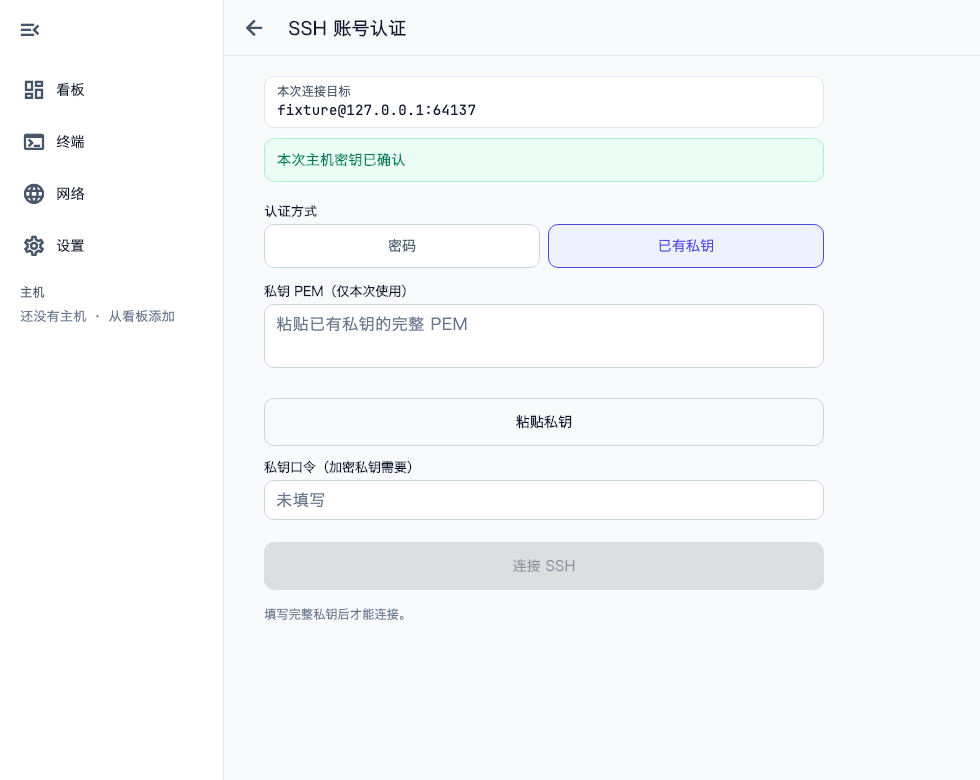 SSH 账号认证
看板
终端
网络
设置
主机
还没有主机 · 从看板添加
本次连接目标
fixture@127.0.0.1:64137
本次主机密钥已确认
认证方式
密码
已有私钥
私钥 PEM（仅本次使用）
粘贴已有私钥的完整 PEM
粘贴私钥
私钥口令（加密私钥需要）
未填写
连接 SSH
填写完整私钥后才能连接。